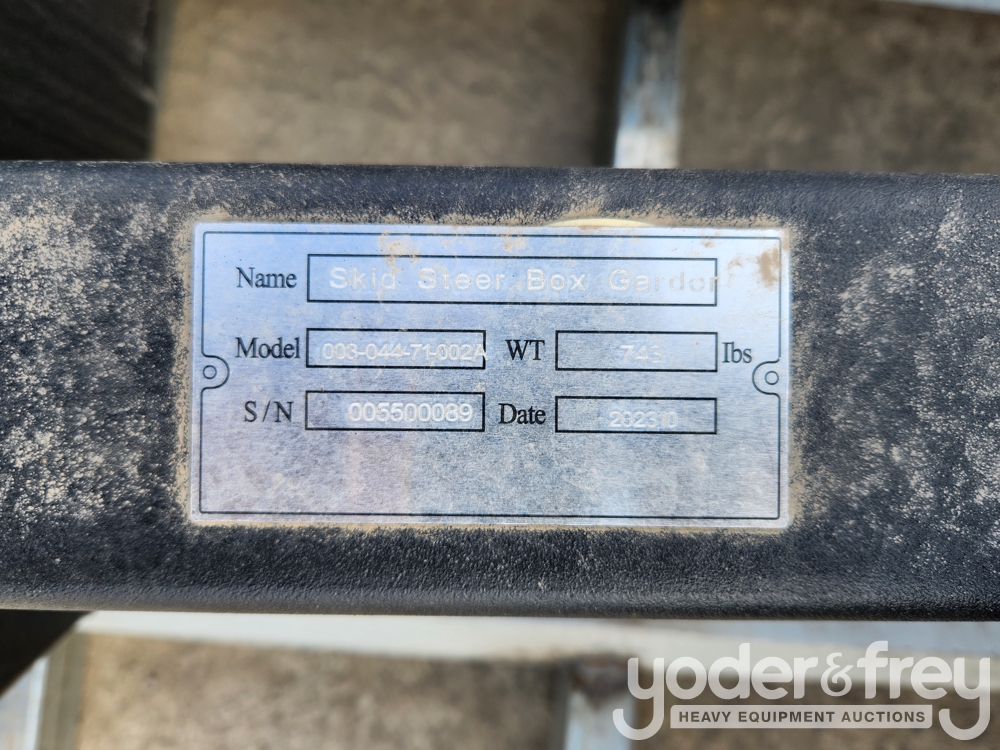 Name Skid Steer Box Garder
Model 003-044-71-002A WT 743 lbs
S/N 005500089 Date 202310
yoder&frey
HEAVY EQUIPMENT AUCTIONS